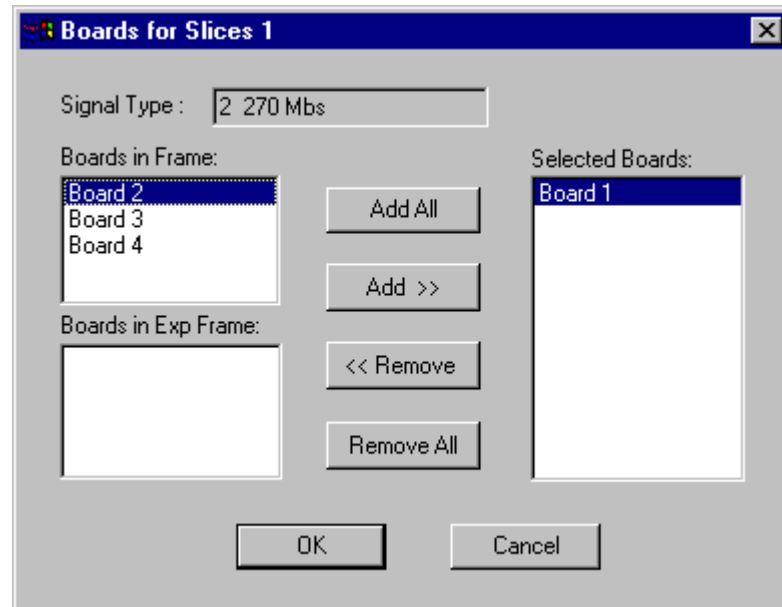 Boards for Slices 1
Signal Type :
2  270 Mbs
Boards in Frame:
Board 2
Board 3
Board 4
Boards in Exp Frame:
Add All
Add >>
<< Remove
Remove All
Selected Boards:
Board 1
OK
Cancel